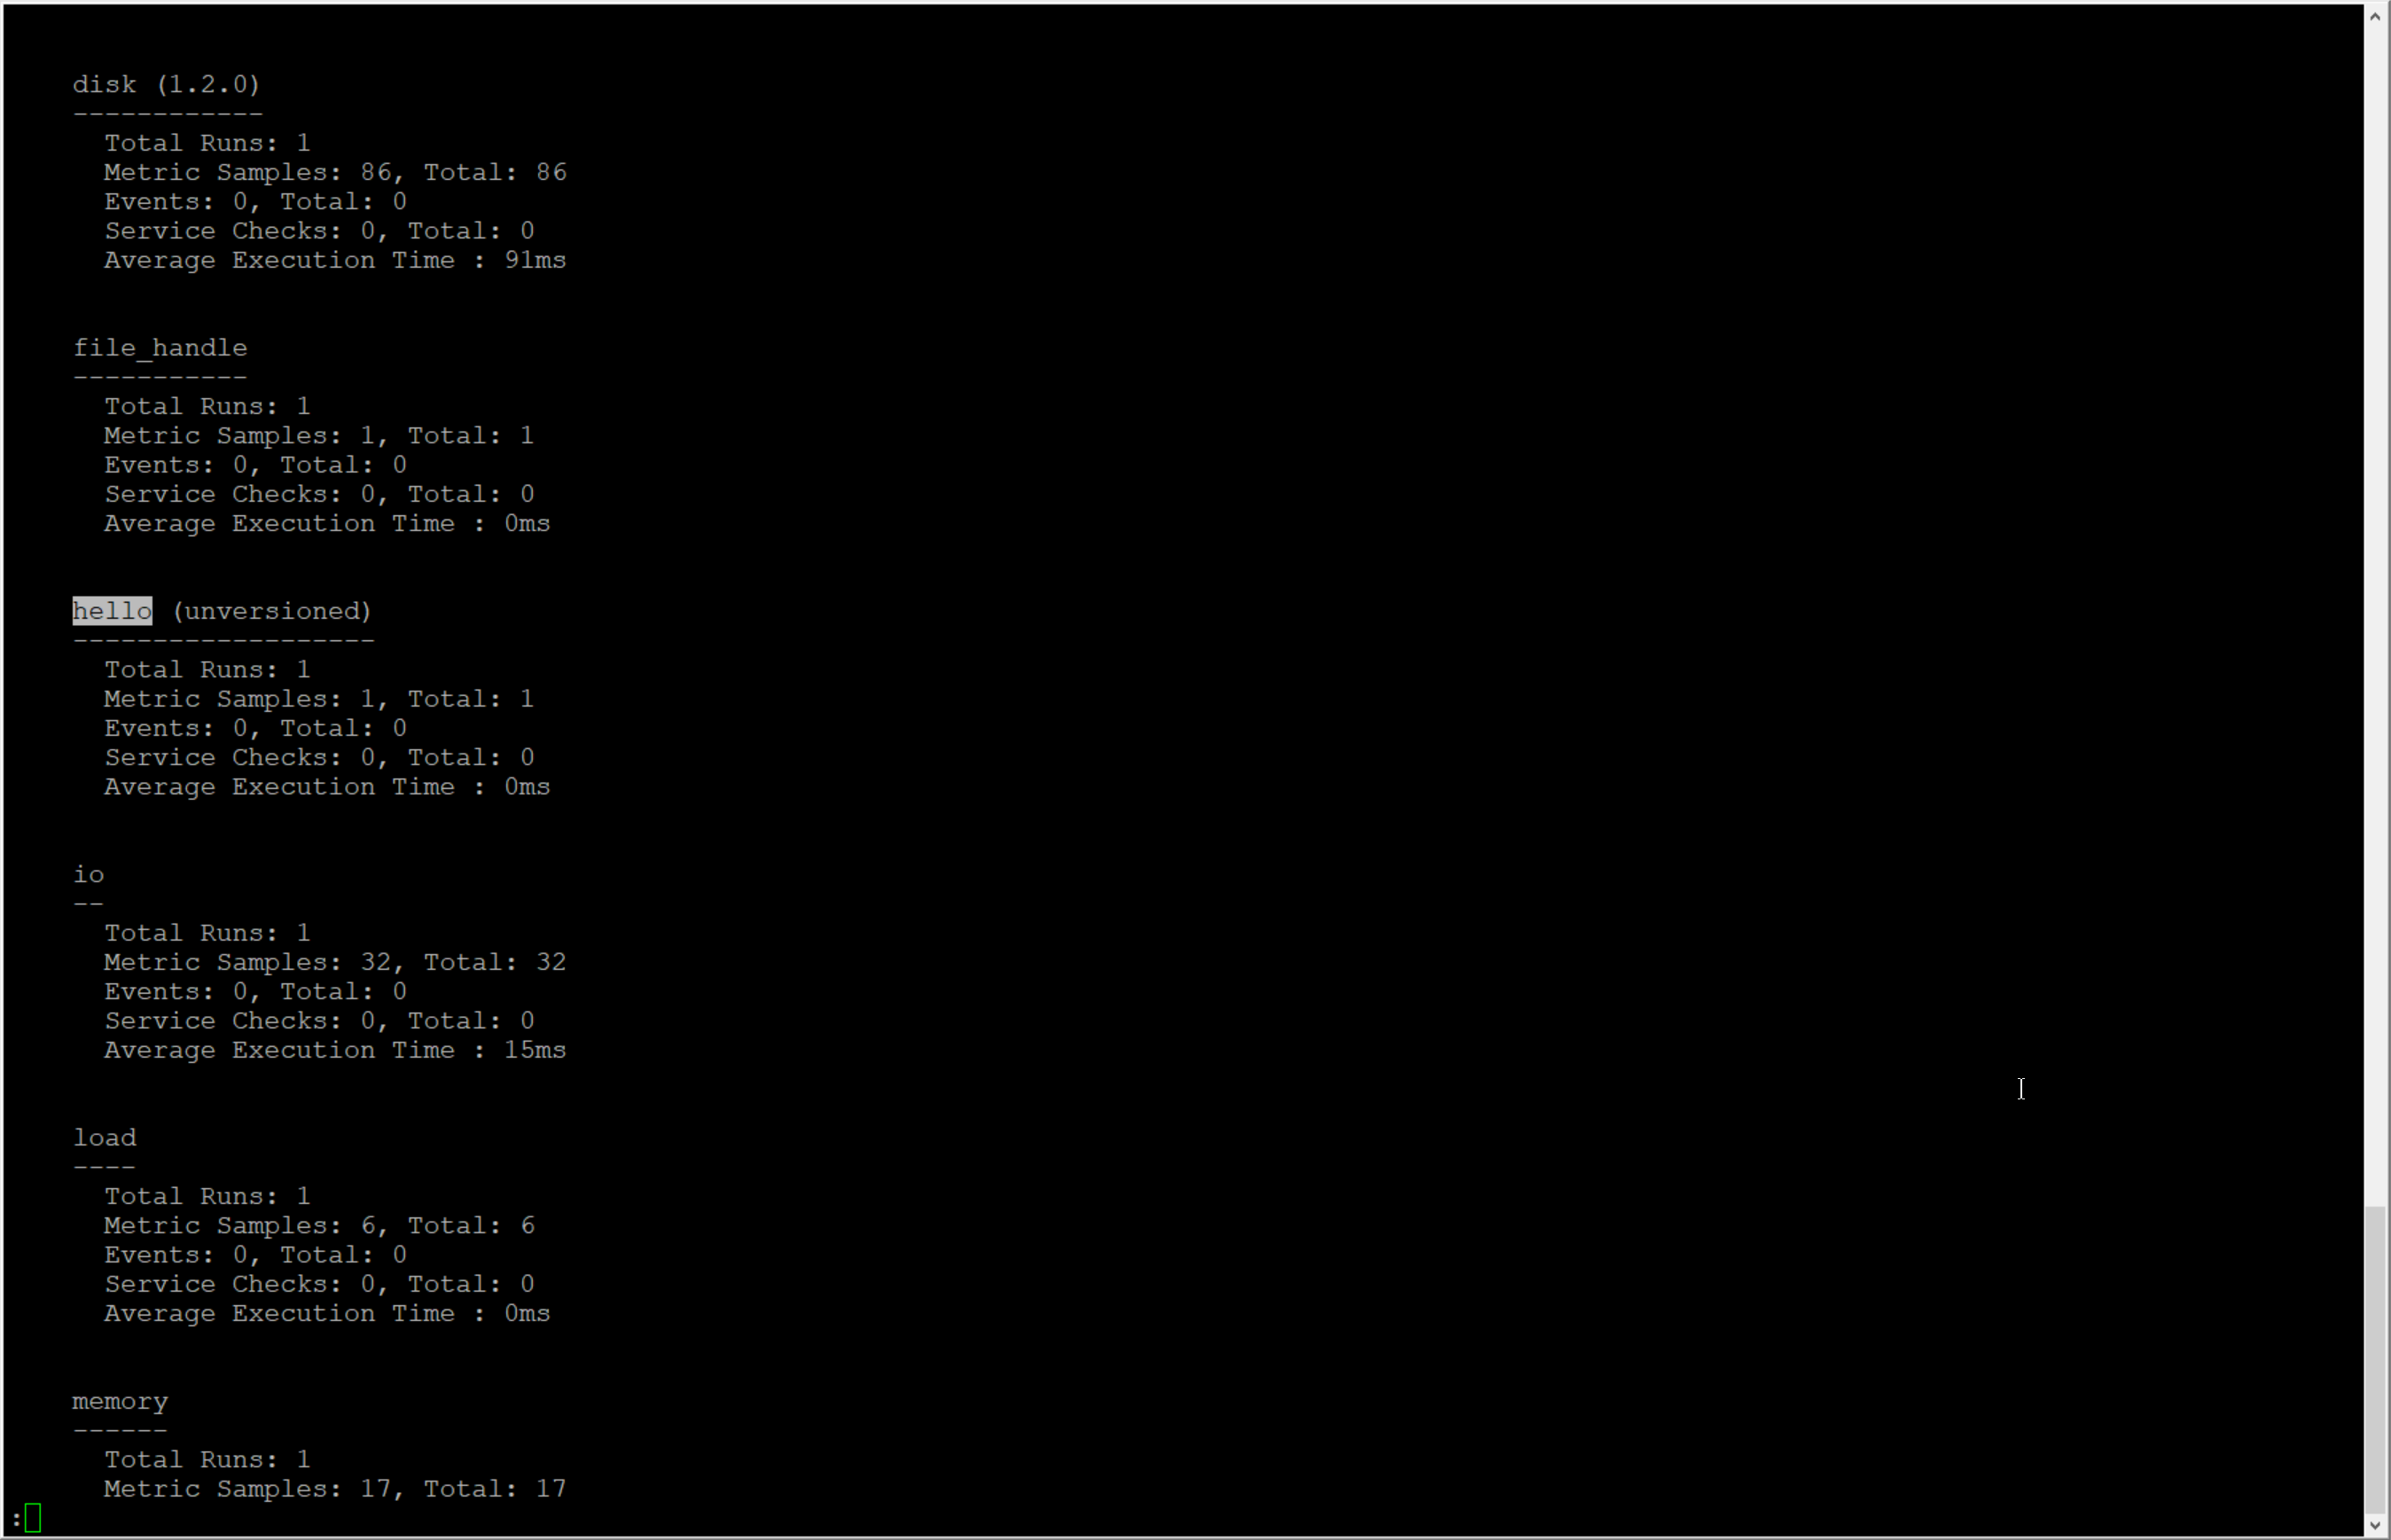 disk (1.2.0)
------------
Total Runs: 1
Metric Samples: 86, Total: 86
Events: 0, Total: 0
Service Checks: 0, Total: 0
Average Execution Time : 91ms
file_handle
-----------
Total Runs: 1
Metric Samples: 1, Total: 1
Events: 0, Total: 0
Service Checks: 0, Total: 0
Average Execution Time : 0ms
hello (unversioned)
-------------------
Total Runs: 1
Metric Samples: 1, Total: 1
Events: 0, Total: 0
Service Checks: 0, Total: 0
Average Execution Time : 0ms
io
--
Total Runs: 1
Metric Samples: 32, Total: 32
Events: 0, Total: 0
Service Checks: 0, Total: 0
Average Execution Time : 15ms
load
----
Total Runs: 1
Metric Samples: 6, Total: 6
Events: 0, Total: 0
Service Checks: 0, Total: 0
Average Execution Time : 0ms
memory
------
Total Runs: 1
Metric Samples: 17, Total: 17
: